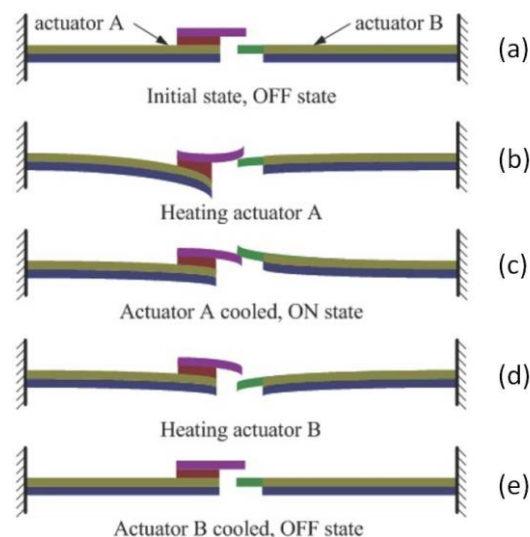 actuator A
actuator B
(a)
Initial state, OFF state
(b)
Heating actuator A
(c)
Actuator A cooled, ON state
(d)
Heating actuator B
(e)
Actuator B cooled, OFF state